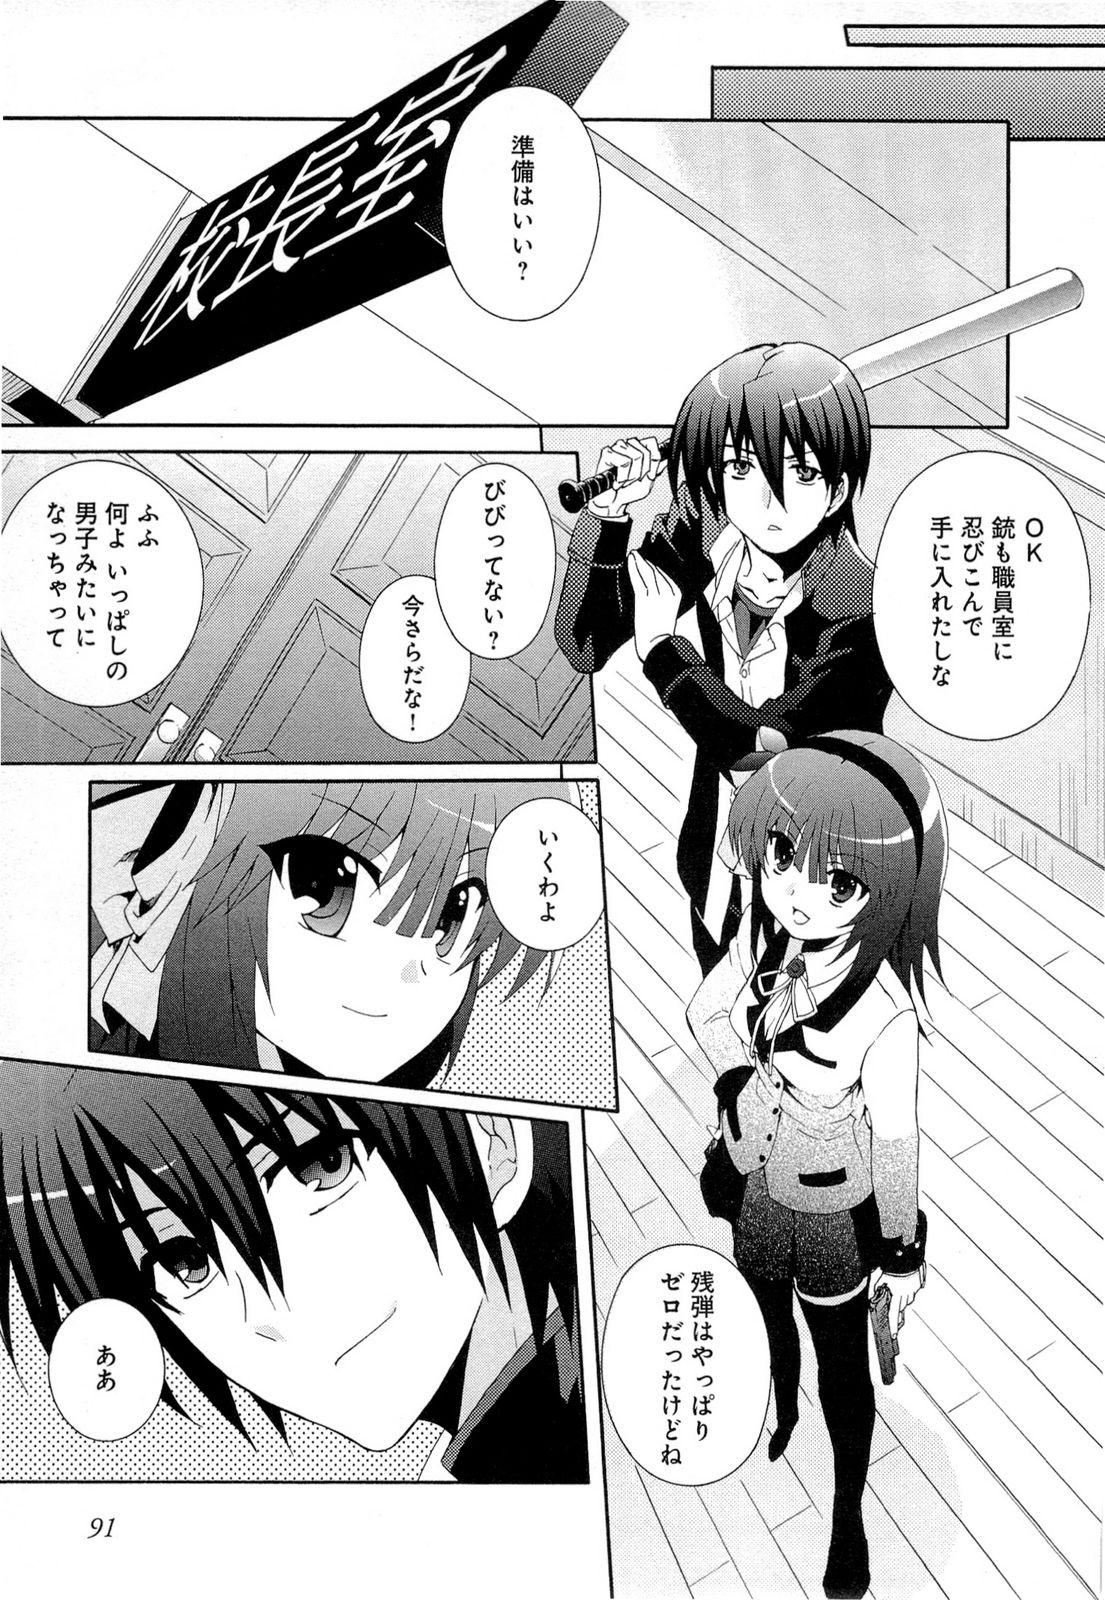 校長室
準備はいい?
OK
銃も職員室に
忍びこんで
手に入れたしな
残弾はやっぱり
ゼロだったけどね
びびってない?
今さらだな!
ふふ
何よ いっぱしの
男子みたいに
なっちゃって
いくわよ
ああ
91